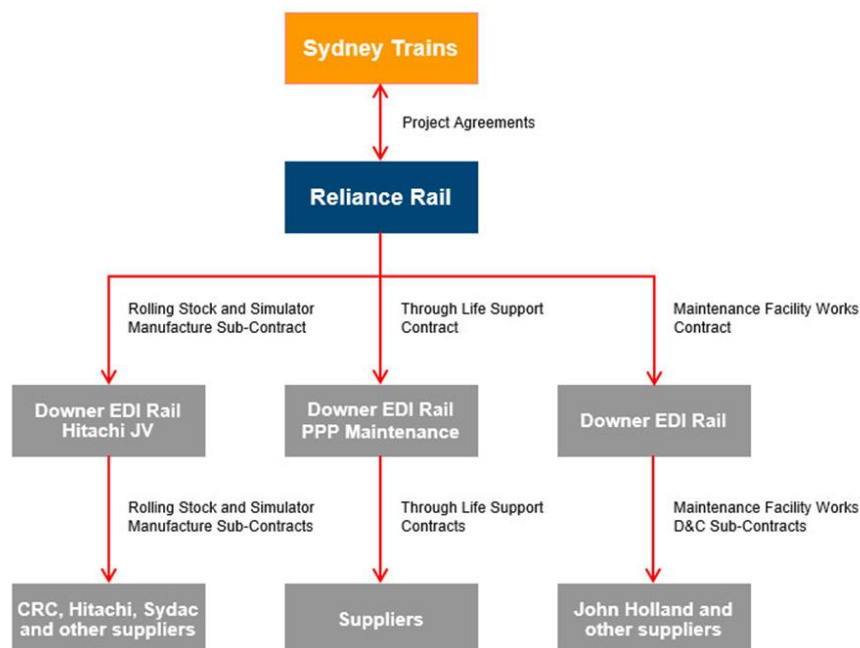 Sydney Trains
Project Agreements
Reliance Rail
Rolling Stock and Simulator
Manufacture Sub-Contract
Through Life Support
Contract
Maintenance Facility Works
Contract
Downer EDI Rail
Hitachi JV
Downer EDI Rail
PPP Maintenance
Downer EDI Rail
Rolling Stock and Simulator
Manufacture Sub-Contracts
Through Life Support
Contracts
Maintenance Facility Works
D&C Sub-Contracts
CRC, Hitachi, Sydac
and other suppliers
Suppliers
John Holland and
other suppliers